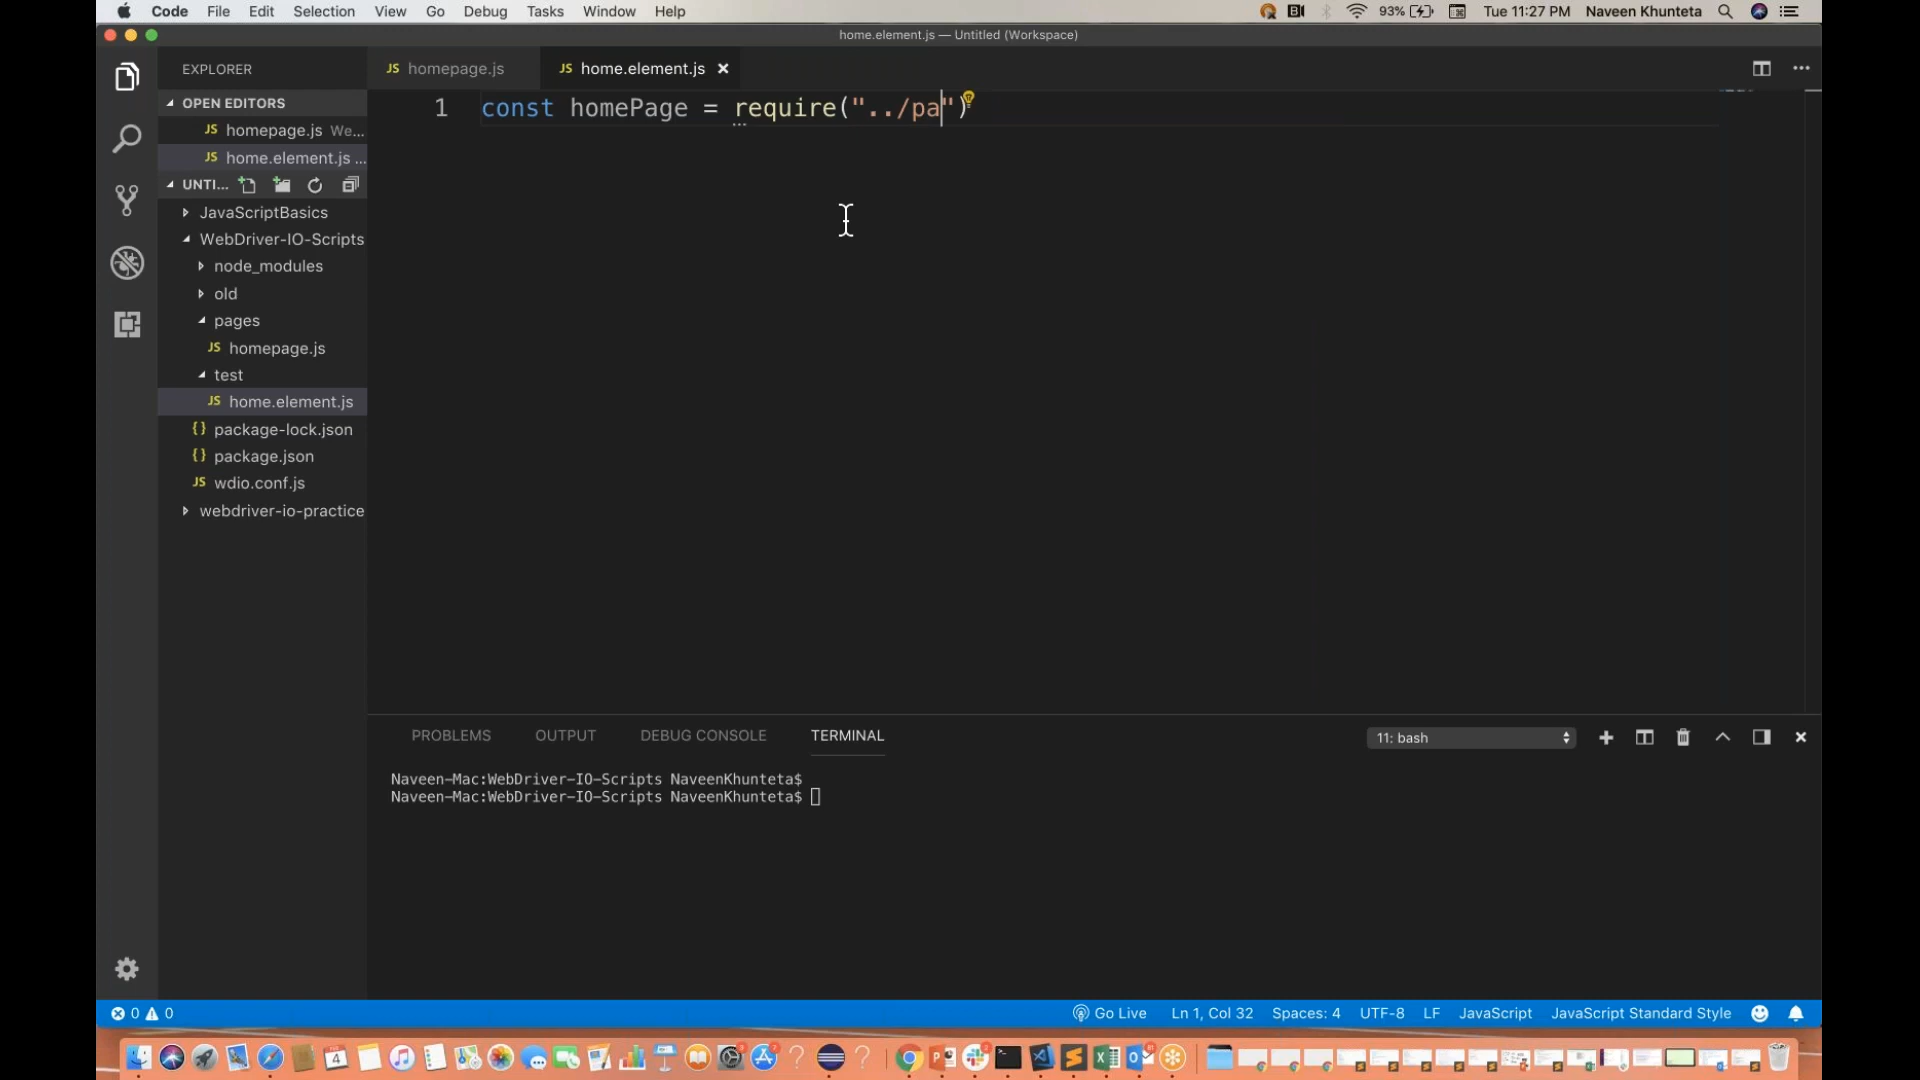 Code File Edit Selection View Go Debug Tasks Window Help 93% Tue 11:27 PM Naveen Khunteta
home.element.js — Untitled (Workspace)
EXPLORER
JS homepage.js
JS home.element.js
OPEN EDITORS
JS homepage.js We...
JS home.element.js ...
UNTI...
JavaScriptBasics
WebDriver-IO-Scripts
node_modules
old
pages
JS homepage.js
test
JS home.element.js
{} package-lock.json
{} package.json
JS wdio.conf.js
webdriver-io-practice
1 const homePage = require("../pa")
PROBLEMS OUTPUT DEBUG CONSOLE TERMINAL
11: bash
Naveen-Mac:WebDriver-IO-Scripts NaveenKhunteta$
Naveen-Mac:WebDriver-IO-Scripts NaveenKhunteta$
0 0 Go Live Ln 1, Col 32 Spaces: 4 UTF-8 LF JavaScript JavaScript Standard Style